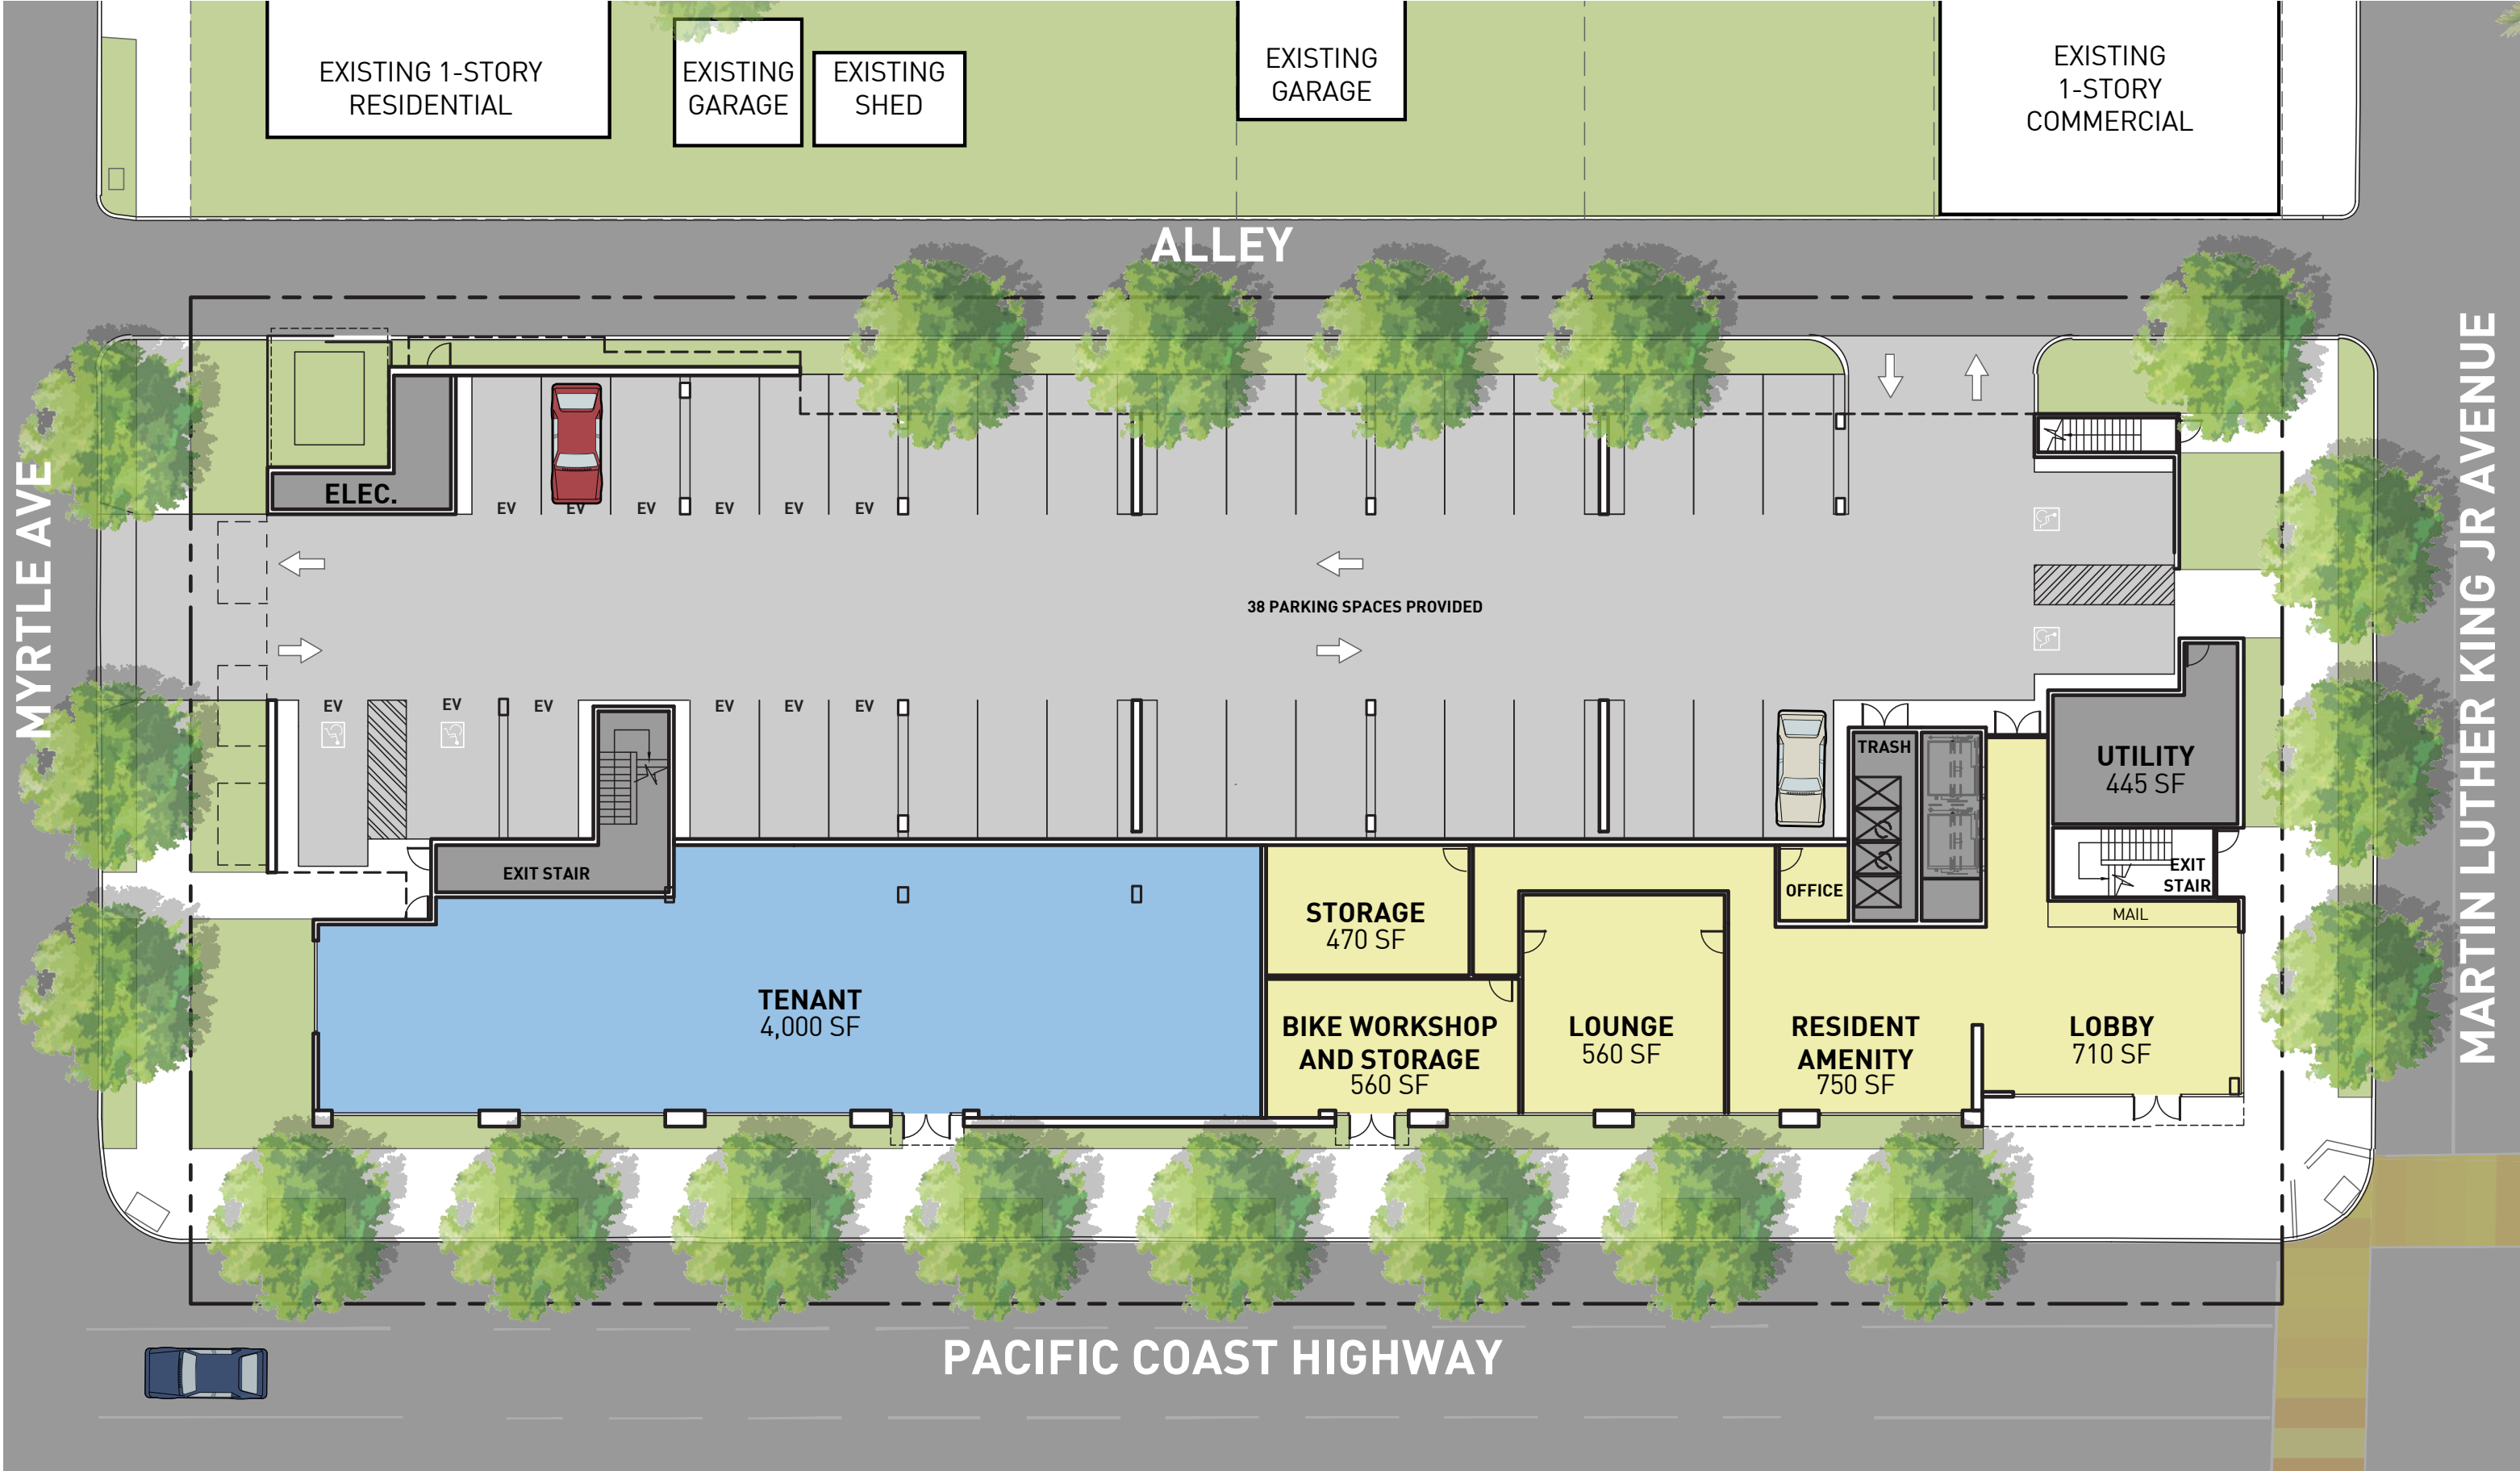 EXISTING 1-STORY
RESIDENTIAL
EXISTING
GARAGE
EXISTING
SHED
EXISTING
GARAGE
EXISTING
1-STORY
COMMERCIAL
ALLEY
MYRTLE AVE
MARTIN LUTHER KING JR AVENUE
ELEC.
EV
EV
EV
EV
EV
EV
38 PARKING SPACES PROVIDED
EV
EV
EV
EV
EV
EV
TRASH
UTILITY
445 SF
EXIT STAIR
EXIT
STAIR
OFFICE
MAIL
STORAGE
470 SF
TENANT
4,000 SF
BIKE WORKSHOP
AND STORAGE
560 SF
LOUNGE
560 SF
RESIDENT
AMENITY
750 SF
LOBBY
710 SF
PACIFIC COAST HIGHWAY